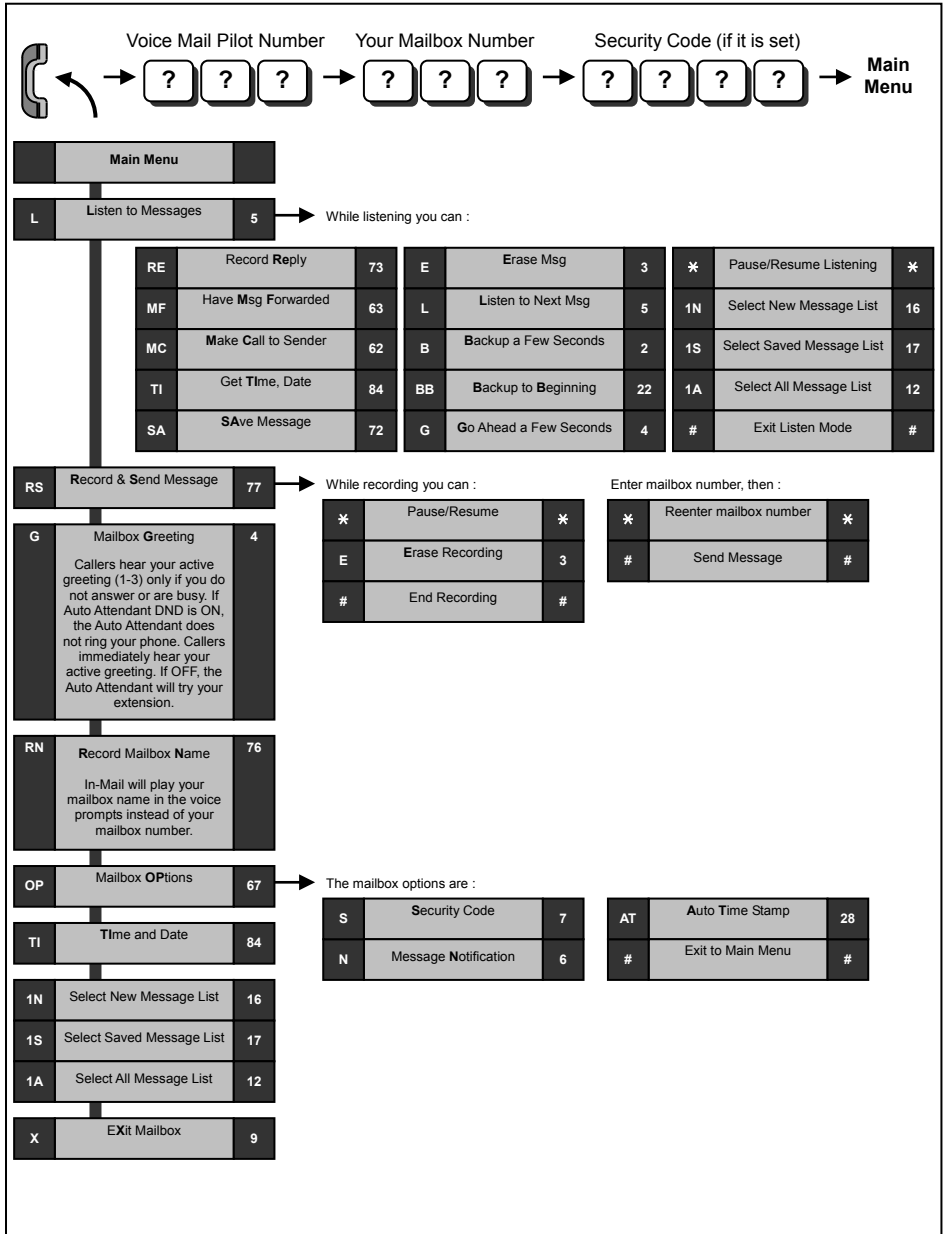 Voice Mail Pilot Number Your Mailbox Number Security Code (if it is set)
? ? ? ? ? ? ? ? ? ? Main
Menu
Main Menu
L Listen to Messages 5 While listening you can :
RE Record Reply 73 E Erase Msg 3 * Pause/Resume Listening *
MF Have Msg Forwarded 63 L Listen to Next Msg 5 1N Select New Message List 16
MC Make Call to Sender 62 B Backup a Few Seconds 2 1S Select Saved Message List 17
TI Get TIme, Date 84 BB Backup to Beginning 22 1A Select All Message List 12
SA SAve Message 72 G Go Ahead a Few Seconds 4 # Exit Listen Mode #
RS Record & Send Message 77 While recording you can : Enter mailbox number, then :
* Pause/Resume * * Reenter mailbox number *
E Erase Recording 3 # Send Message #
# End Recording #
G Mailbox Greeting 4
Callers hear your active
greeting (1-3) only if you do
not answer or are busy. If
Auto Attendant DND is ON,
the Auto Attendant does
not ring your phone. Callers
immediately hear your
active greeting. If OFF, the
Auto Attendant will try your
extension.
RN Record Mailbox Name 76
In-Mail will play your
mailbox name in the voice
prompts instead of your
mailbox number.
OP Mailbox OPtions 67 The mailbox options are :
S Security Code 7 AT Auto Time Stamp 28
N Message Notification 6 # Exit to Main Menu #
TI TIme and Date 84
1N Select New Message List 16
1S Select Saved Message List 17
1A Select All Message List 12
X EXit Mailbox 9